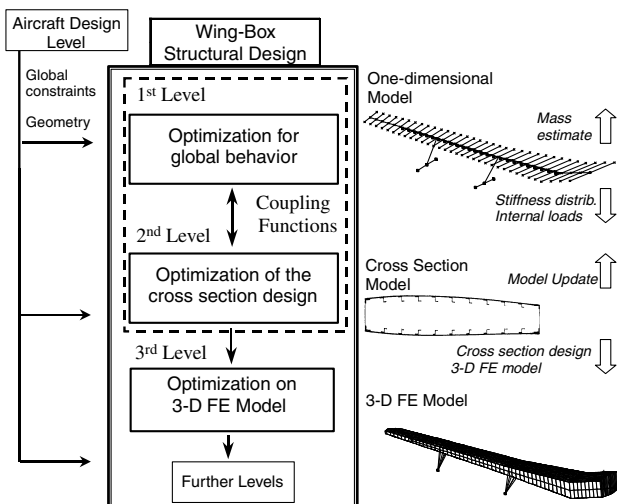 Aircraft Design
Level
Wing-Box
Structural Design
Global
constraints
Geometry
1st Level
Optimization for
global behavior
Coupling
Functions
2nd Level
Optimization of the
cross section design
3rd Level
Optimization on
3-D FE Model
Further Levels
One-dimensional
Model
Mass
estimate
Stiffness distrib.
Internal loads
Cross Section
Model
Model Update
Cross section design
3-D FE model
3-D FE Model